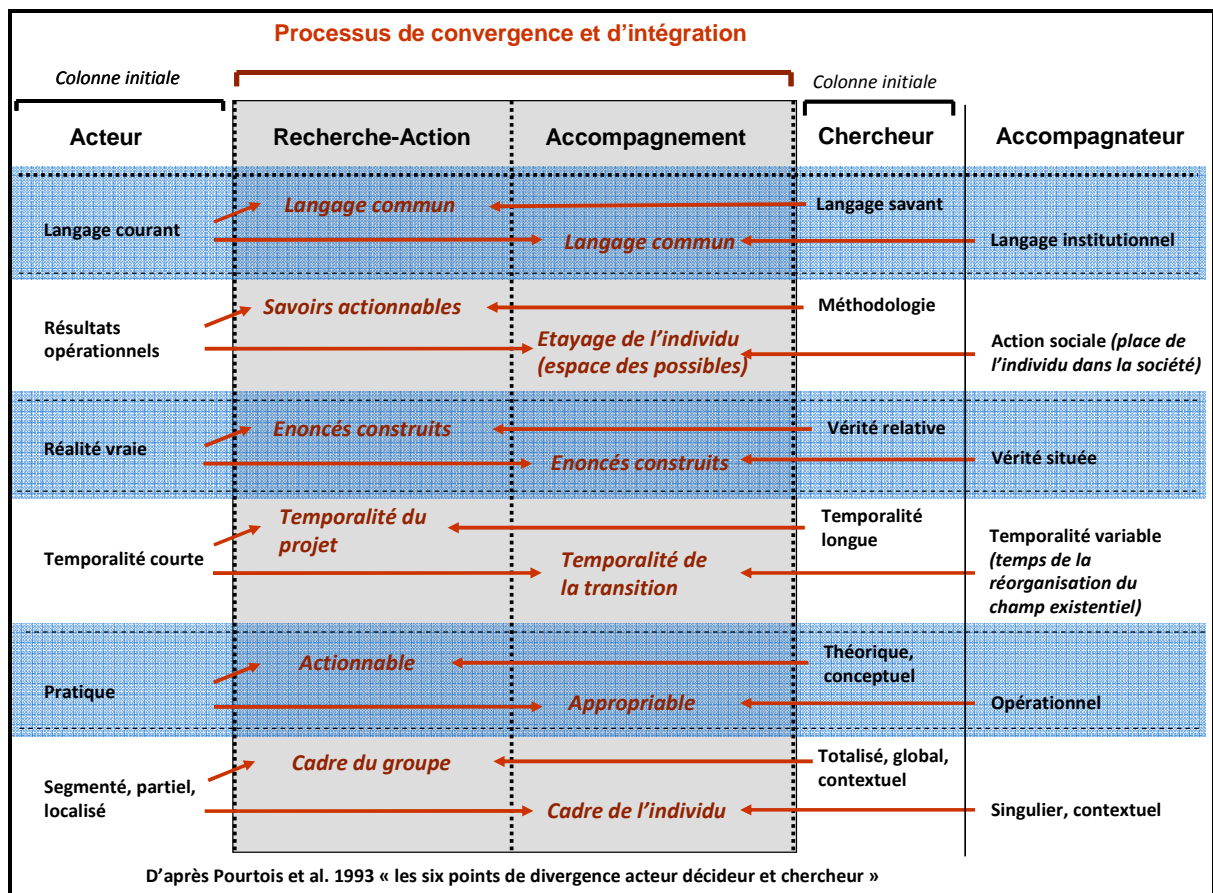 Processus de convergence et d'intégration
Colonne initiale
Colonne initiale
Acteur
Recherche-Action
Accompagnement
Chercheur
Accompagnateur
Langage courant
Langage commun
Langage commun
Langage savant
Langage institutionnel
Résultats
opérationnels
Savoirs actionnables
Etayage de l'individu
(espace des possibles)
Méthodologie
Action sociale (place de
l'individu dans la société)
Réalité vraie
Enoncés construits
Enoncés construits
Vérité relative
Vérité située
Temporalité courte
Temporalité du
projet
Temporalité de
la transition
Temporalité
longue
Temporalité variable
(temps de la
réorganisation du
champ existentiel)
Pratique
Actionnable
Appropriable
Théorique,
conceptuel
Opérationnel
Segmenté, partiel,
localisé
Cadre du groupe
Cadre de l'individu
Totalisé, global,
contextuel
Singulier, contextuel
D'après Pourtois et al. 1993 « les six points de divergence acteur décideur et chercheur »